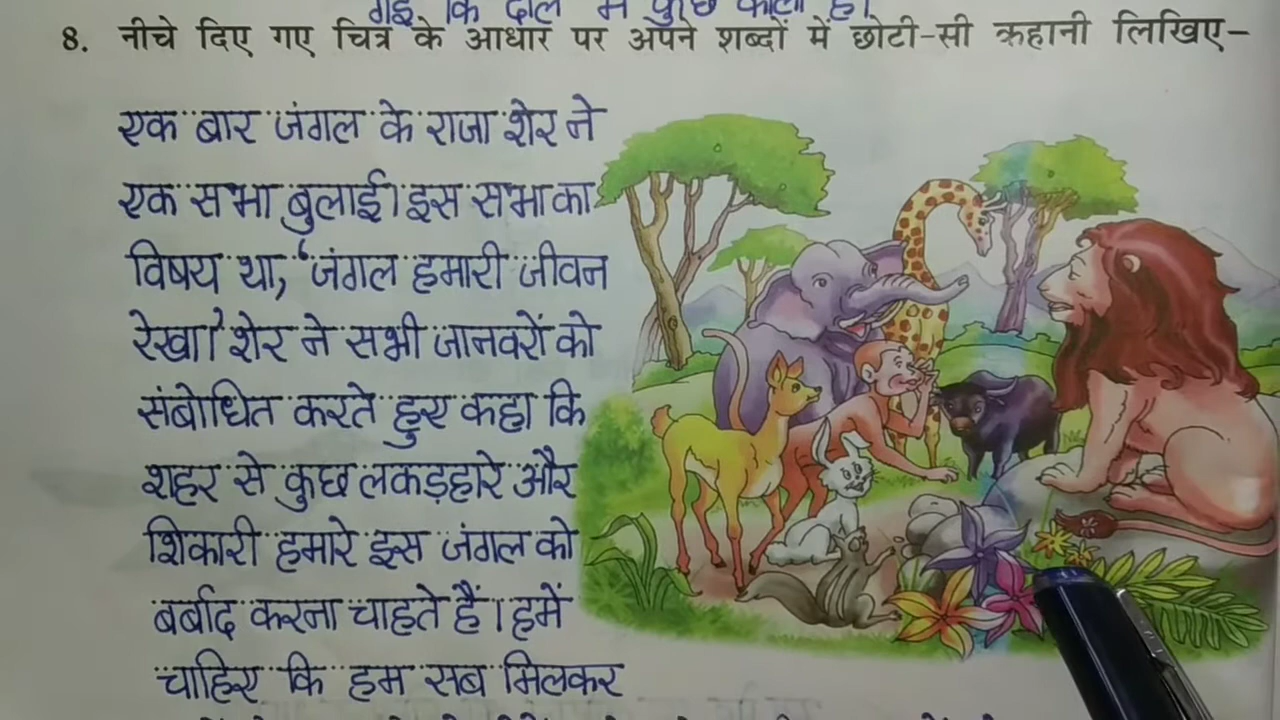 गई कि दाल में कुछ काला है।
8. नीचे दिए गए चित्र के आधार पर अपने शब्दों में छोटी-सी कहानी लिखिए–
एक बार जंगल के राजा शेर ने
एक सभा बुलाई। इस सभा का
विषय था, 'जंगल हमारी जीवन
रेखा।' शेर ने सभी जानवरों को
संबोधित करते हुए कहा कि
शहर से कुछ लकड़हारे और
शिकारी हमारे इस जंगल को
बर्बाद करना चाहते हैं। हमें
चाहिए कि हम सब मिलकर